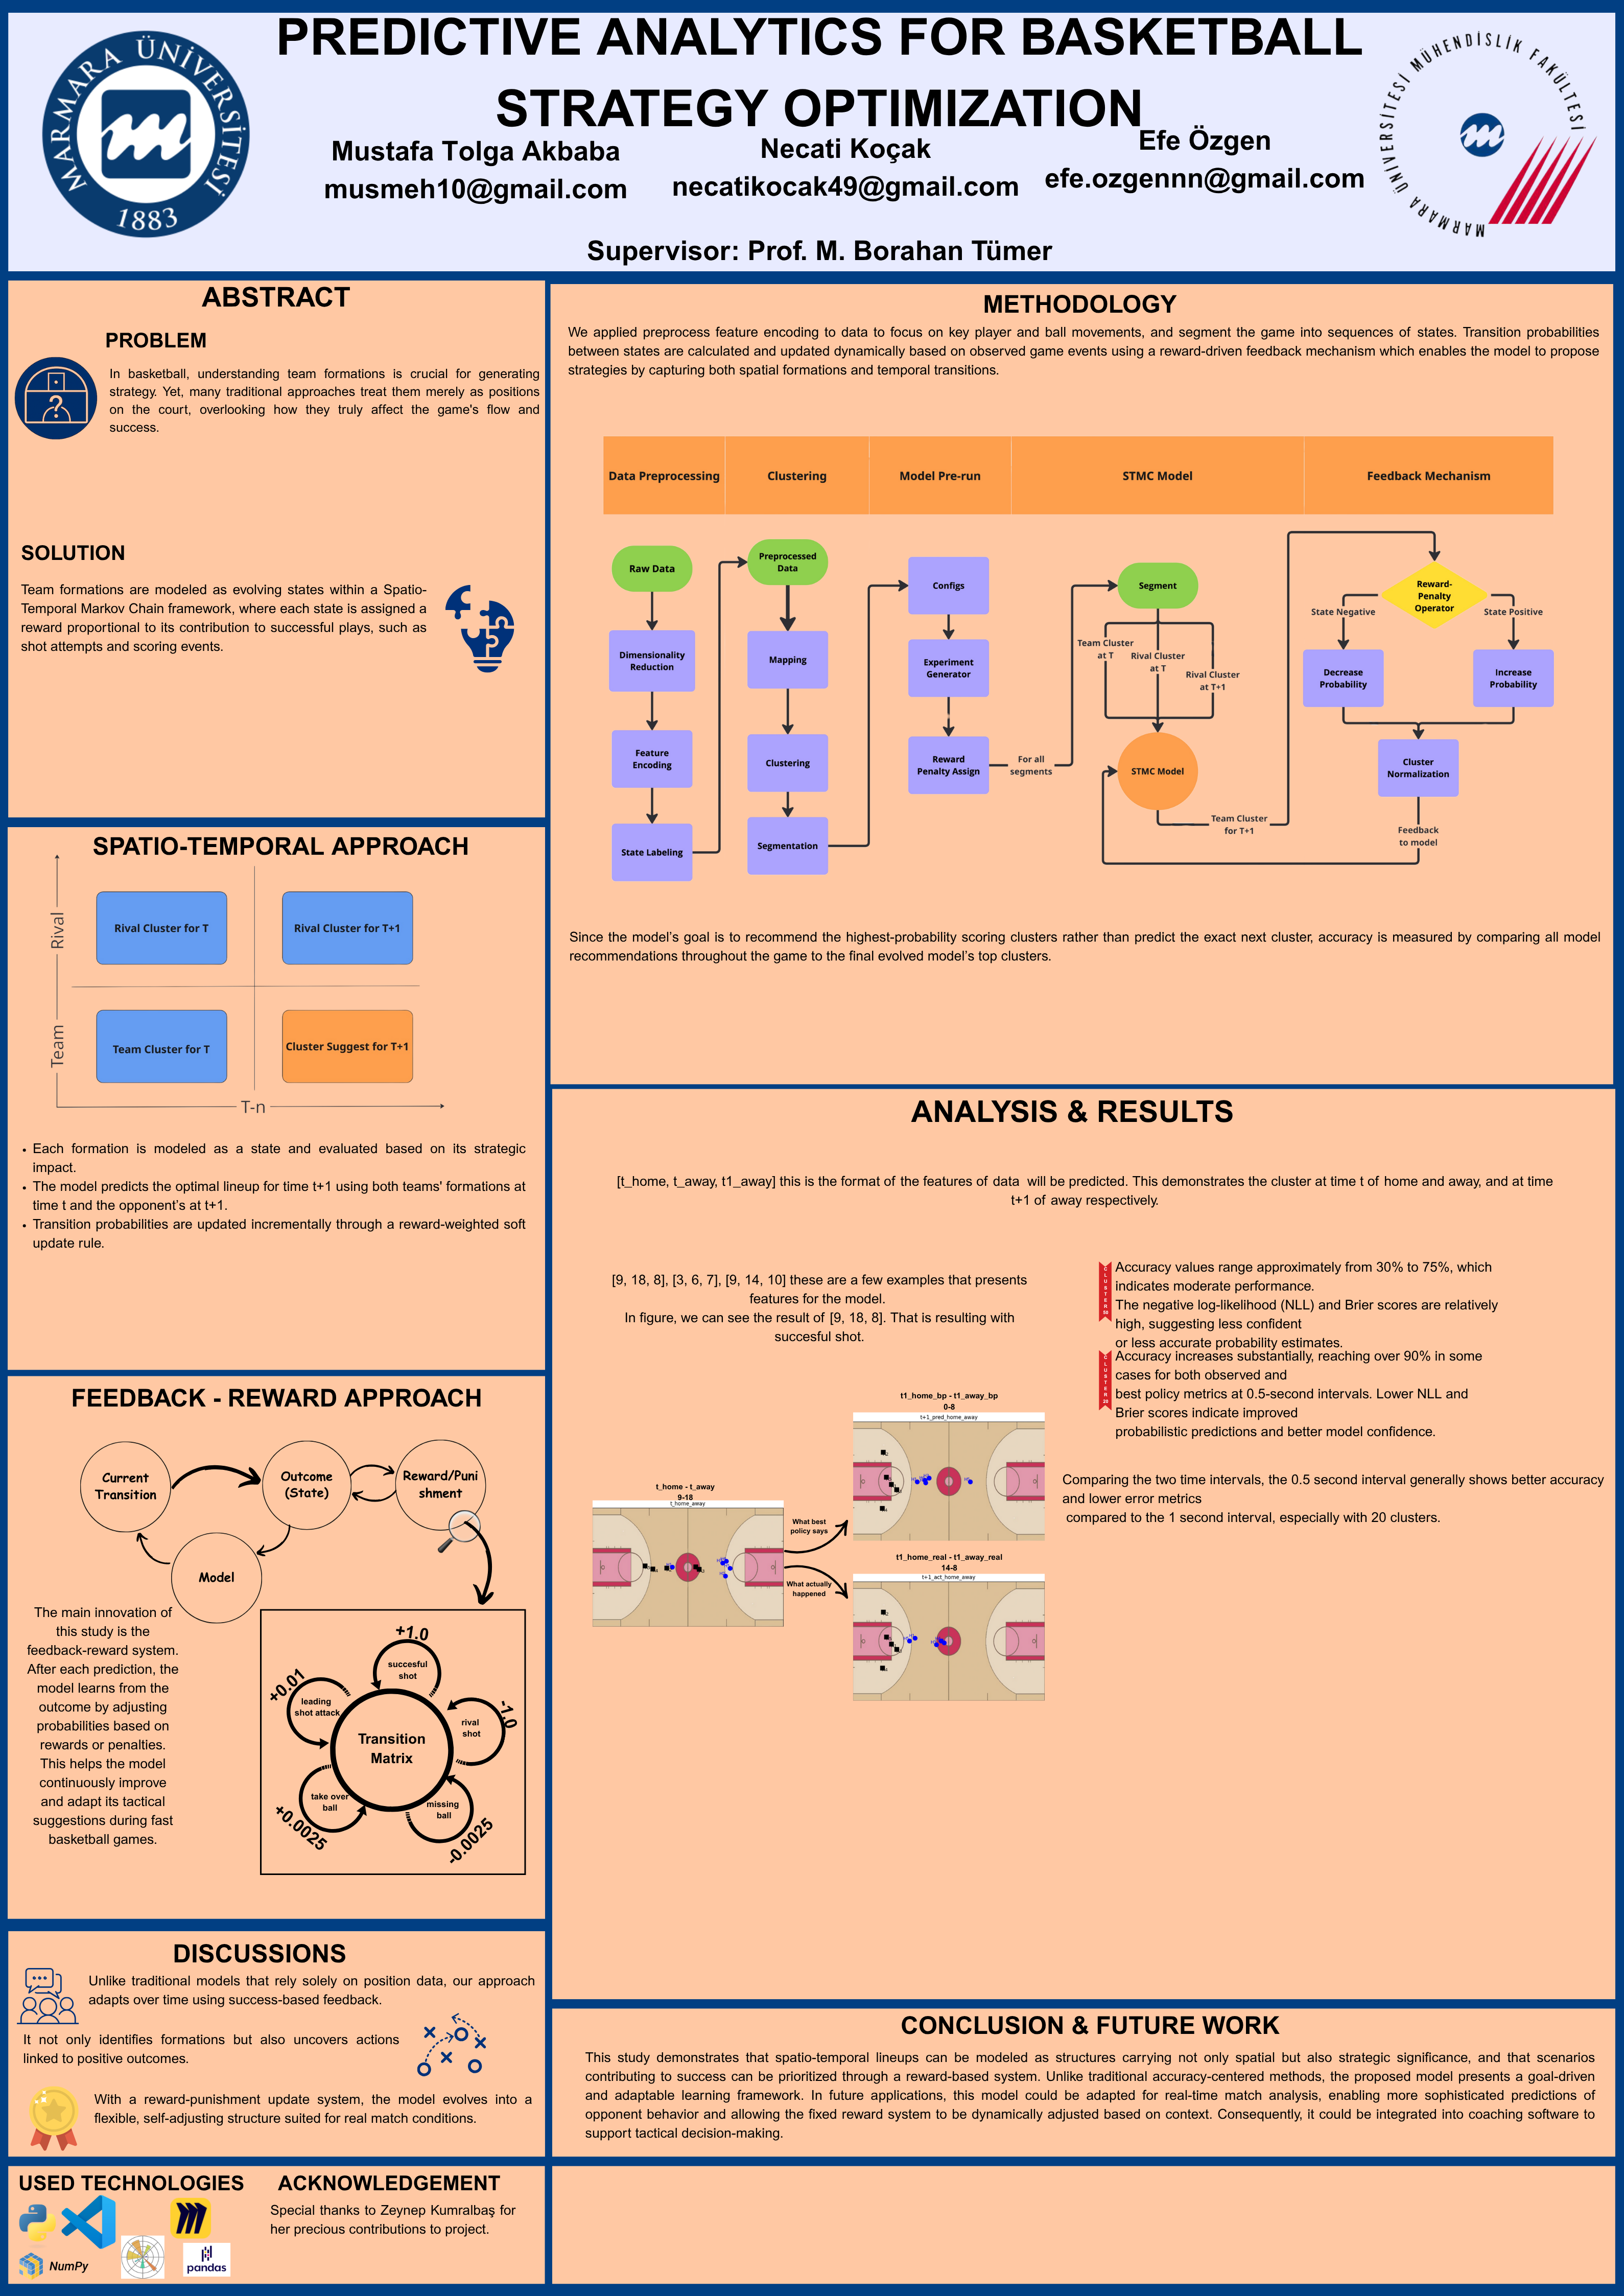 PREDICTIVE ANALYTICS FOR BASKETBALL
STRATEGY OPTIMIZATION
MARMARA ÜNİVERSİTESİ
1883
Mustafa Tolga Akbaba
musmeh10@gmail.com
Necati Koçak
necatikocak49@gmail.com
Efe Özgen
efe.ozgennn@gmail.com
Supervisor: Prof. M. Borahan Tümer
MARMARA ÜNİVERSİTESİ MÜHENDİSLİK FAKÜLTESİ
ABSTRACT
PROBLEM
?
In basketball, understanding team formations is crucial for generating
strategy. Yet, many traditional approaches treat them merely as positions
on the court, overlooking how they truly affect the game's flow and
success.
SOLUTION
Team formations are modeled as evolving states within a Spatio-
Temporal Markov Chain framework, where each state is assigned a
reward proportional to its contribution to successful plays, such as
shot attempts and scoring events.
SPATIO-TEMPORAL APPROACH
Rival
Team
Rival Cluster for T
Rival Cluster for T+1
Team Cluster for T
Cluster Suggest for T+1
T-n
• Each formation is modeled as a state and evaluated based on its strategic
impact.
• The model predicts the optimal lineup for time t+1 using both teams' formations at
time t and the opponent's at t+1.
• Transition probabilities are updated incrementally through a reward-weighted soft
update rule.
FEEDBACK - REWARD APPROACH
Current
Transition
Outcome
(State)
Reward/Puni
shment
Model
The main innovation of
this study is the
feedback-reward system.
After each prediction, the
model learns from the
outcome by adjusting
probabilities based on
rewards or penalties.
This helps the model
continuously improve
and adapt its tactical
suggestions during fast
basketball games.
+1.0
succesful
shot
+0.01
leading
shot attack
-1.0
rival
shot
Transition
Matrix
take over
ball
+0.0025
missing
ball
-0.0025
DISCUSSIONS
Unlike traditional models that rely solely on position data, our approach
adapts over time using success-based feedback.
It not only identifies formations but also uncovers actions
linked to positive outcomes.
With a reward-punishment update system, the model evolves into a
flexible, self-adjusting structure suited for real match conditions.
USED TECHNOLOGIES
NumPy
pandas
ACKNOWLEDGEMENT
Special thanks to Zeynep Kumralbaş for
her precious contributions to project.
METHODOLOGY
We applied preprocess feature encoding to data to focus on key player and ball movements, and segment the game into sequences of states. Transition probabilities
between states are calculated and updated dynamically based on observed game events using a reward-driven feedback mechanism which enables the model to propose
strategies by capturing both spatial formations and temporal transitions.
Data Preprocessing
Clustering
Model Pre-run
STMC Model
Feedback Mechanism
Raw Data
Dimensionality
Reduction
Feature
Encoding
State Labeling
Preprocessed
Data
Mapping
Clustering
Segmentation
Configs
Experiment
Generator
Reward
Penalty Assign
For all
segments
Segment
Team Cluster
at T
Rival Cluster
at T
Rival Cluster
at T+1
STMC Model
Team Cluster
for T+1
Reward-
Penalty
Operator
State Negative
State Positive
Decrease
Probability
Increase
Probability
Cluster
Normalization
Feedback
to model
Since the model's goal is to recommend the highest-probability scoring clusters rather than predict the exact next cluster, accuracy is measured by comparing all model
recommendations throughout the game to the final evolved model's top clusters.
ANALYSIS & RESULTS
[t_home, t_away, t1_away] this is the format of the features of data will be predicted. This demonstrates the cluster at time t of home and away, and at time
t+1 of away respectively.
[9, 18, 8], [3, 6, 7], [9, 14, 10] these are a few examples that presents
features for the model.
In figure, we can see the result of [9, 18, 8]. That is resulting with
succesful shot.
t_home - t_away
9-18
t_home_away
What best
policy says
What actually
happened
t1_home_bp - t1_away_bp
0-8
t+1_pred_home_away
t1_home_real - t1_away_real
14-8
t+1_act_home_away
CLUSTER 50
Accuracy values range approximately from 30% to 75%, which
indicates moderate performance.
The negative log-likelihood (NLL) and Brier scores are relatively
high, suggesting less confident
or less accurate probability estimates.
CLUSTER 20
Accuracy increases substantially, reaching over 90% in some
cases for both observed and
best policy metrics at 0.5-second intervals. Lower NLL and
Brier scores indicate improved
probabilistic predictions and better model confidence.
Comparing the two time intervals, the 0.5 second interval generally shows better accuracy
and lower error metrics
compared to the 1 second interval, especially with 20 clusters.
CONCLUSION & FUTURE WORK
This study demonstrates that spatio-temporal lineups can be modeled as structures carrying not only spatial but also strategic significance, and that scenarios
contributing to success can be prioritized through a reward-based system. Unlike traditional accuracy-centered methods, the proposed model presents a goal-driven
and adaptable learning framework. In future applications, this model could be adapted for real-time match analysis, enabling more sophisticated predictions of
opponent behavior and allowing the fixed reward system to be dynamically adjusted based on context. Consequently, it could be integrated into coaching software to
support tactical decision-making.